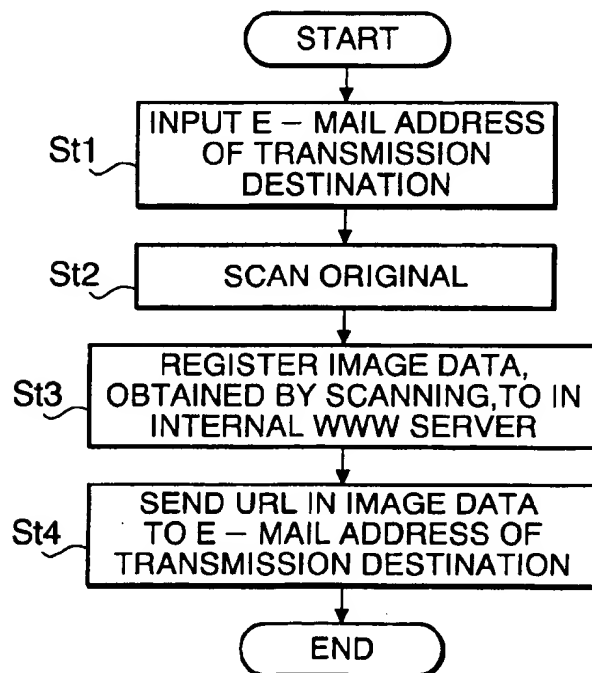 START
St1
INPUT E – MAIL ADDRESS
OF TRANSMISSION
DESTINATION
St2
SCAN ORIGINAL
St3
REGISTER IMAGE DATA,
OBTAINED BY SCANNING,TO IN
INTERNAL WWW SERVER
St4
SEND URL IN IMAGE DATA
TO E – MAIL ADDRESS OF
TRANSMISSION DESTINATION
END